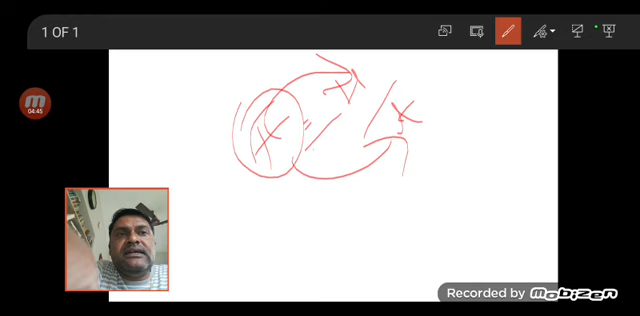 1 OF 1
X = X / X
04:45
Recorded by mobizen